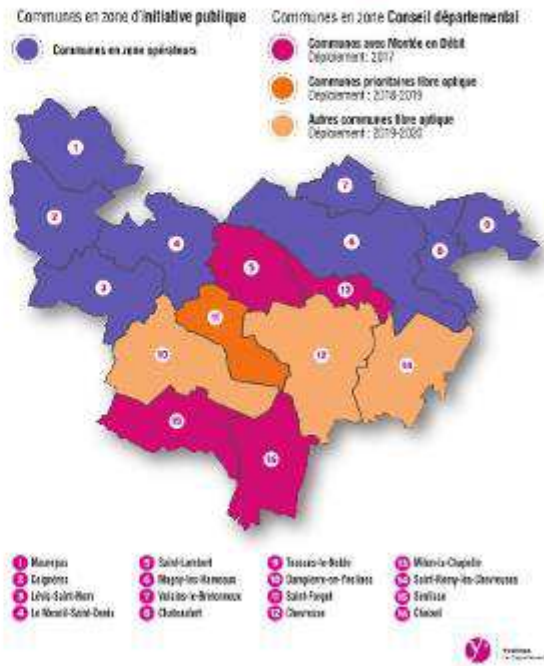 Communes en zone d'initiative publique
Communes en zone opérateurs
Communes en zone Conseil départemental
Communes avec Montée en Débit
Déploiement : 2017
Communes prioritaires fibre optique
Déploiement : 2018-2019
Autres communes fibre optique
Déploiement : 2019-2020
1
2
3
4
5
6
7
8
9
10
11
12
13
14
15
16
1 Maurepas
2 Coignières
3 Lévis-Saint-Nom
4 Le Mesnil-Saint-Denis
5 Saint-Lambert
6 Magny-les-Hameaux
7 Voisins-le-Bretonneux
8 Chateaufort
9 Toussus-le-Noble
10 Dampierre-en-Yvelines
11 Saint-Forget
12 Chevreuse
13 Milon-la-Chapelle
14 Saint-Remy-lès-Chevreuse
15 Senlisse
16 Choisel
Yvelines
Le Département